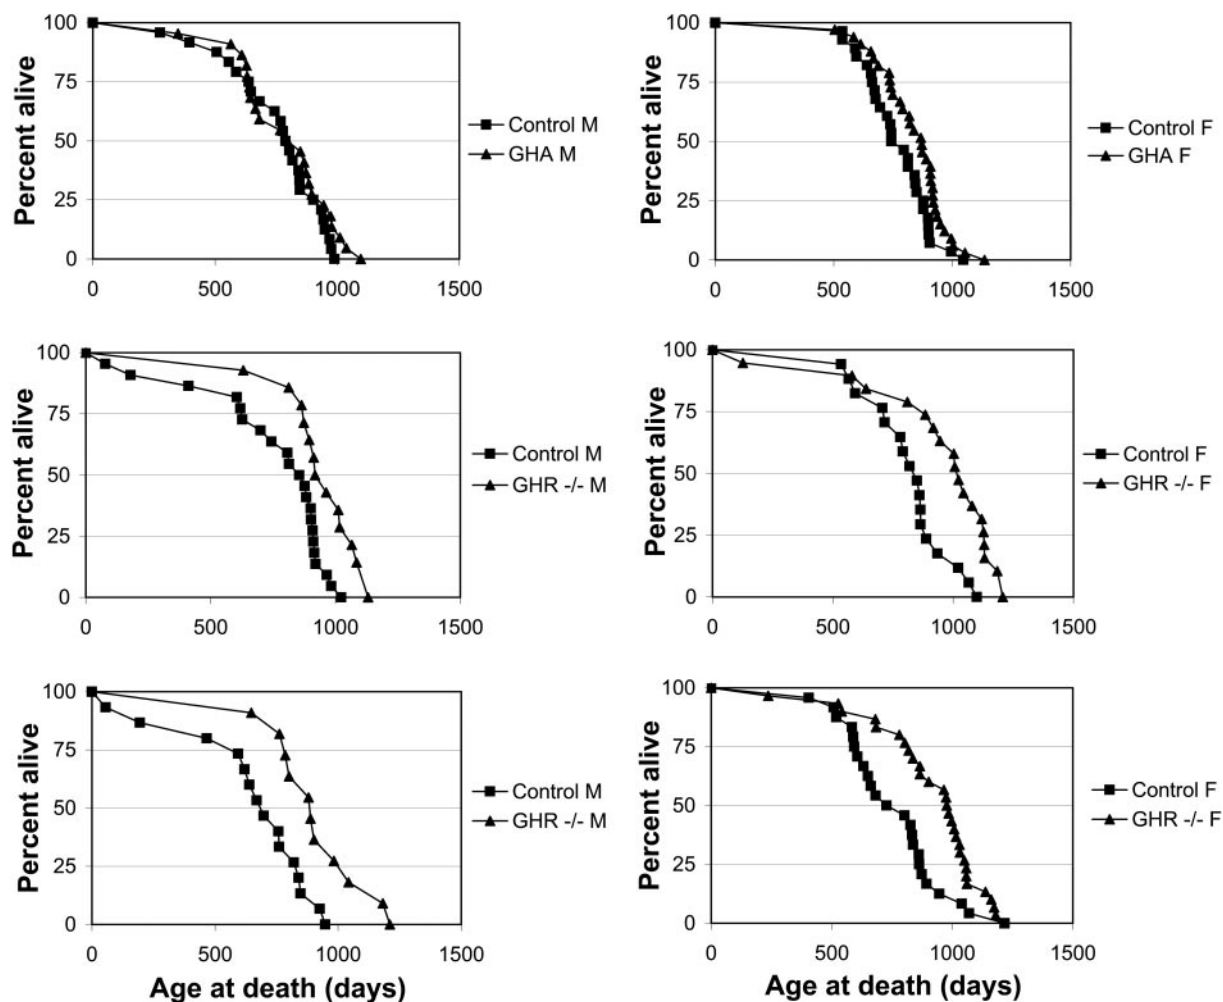 100
75
50
25
0
Percent alive
0 500 1000 1500
Control M
GHA M
100
75
50
25
0
Percent alive
0 500 1000 1500
Control F
GHA F
100
75
50
25
0
Percent alive
0 500 1000 1500
Control M
GHR -/- M
100
75
50
25
0
Percent alive
0 500 1000 1500
Control F
GHR -/- F
100
75
50
25
0
Percent alive
0 500 1000 1500
Age at death (days)
Control M
GHR -/- M
100
75
50
25
0
Percent alive
0 500 1000 1500
Age at death (days)
Control F
GHR -/- F